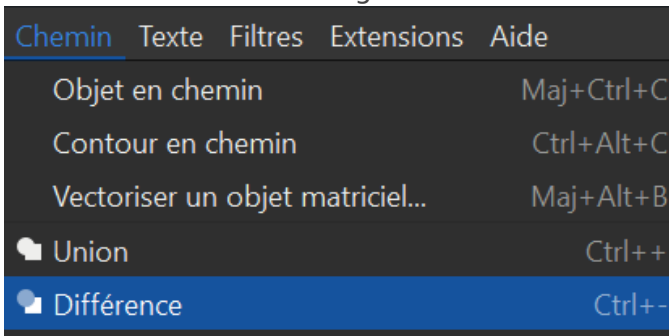 Chemin Texte Filtres Extensions Aide
Objet en chemin Maj+Ctrl+C
Contour en chemin Ctrl+Alt+C
Vectoriser un objet matriciel... Maj+Alt+B
Union Ctrl++
Différence Ctrl+-